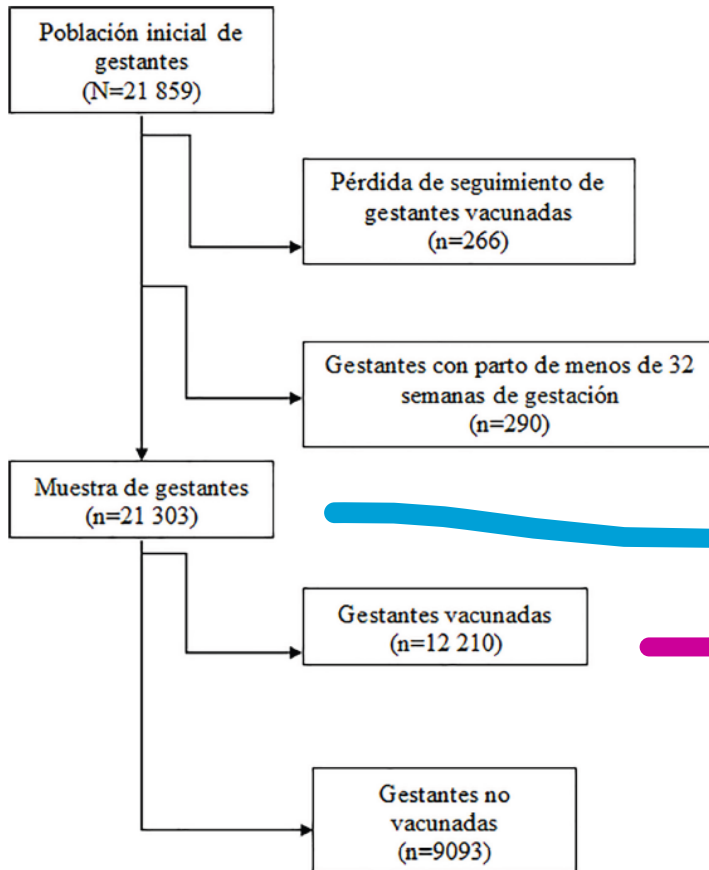 Población inicial de
gestantes
(N=21 859)
Pérdida de seguimiento de
gestantes vacunadas
(n=266)
Gestantes con parto de menos de 32
semanas de gestación
(n=290)
Muestra de gestantes
(n=21 303)
Gestantes vacunadas
(n=12 210)
Gestantes no
vacunadas
(n=9093)